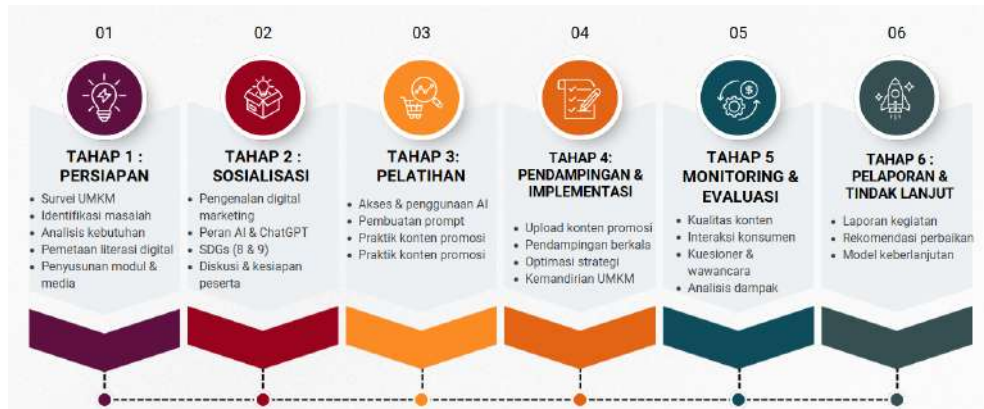 01
02
03
04
05
06
TAHAP 1 :
PERSIAPAN
• Survei UMKM
• Identifikasi masalah
• Analisis kebutuhan
• Pemetaan literasi digital
• Penyusunan modul &
media
TAHAP 2 :
SOSIALISASI
• Pengenalan digital
marketing
• Peran AI & ChatGPT
• SDGs (8 & 9)
• Diskusi & kesiapan
peserta
TAHAP 3:
PELATIHAN
• Akses & penggunaan AI
• Pembuatan prompt
• Praktik konten promosi
• Praktik konten promosi
TAHAP 4:
PENDAMPINGAN &
IMPLEMENTASI
• Upload konten promosi
• Pendampingan berkala
• Optimasi strategi
• Kemandirian UMKM
TAHAP 5
MONITORING &
EVALUASI
• Kualitas konten
• Interaksi konsumen
• Kuesioner &
wawancara
• Analisis dampak
TAHAP 6 :
PELAPORAN &
TINDAK LANJUT
• Laporan kegiatan
• Rekomendasi perbaikan
• Model keberlanjutan